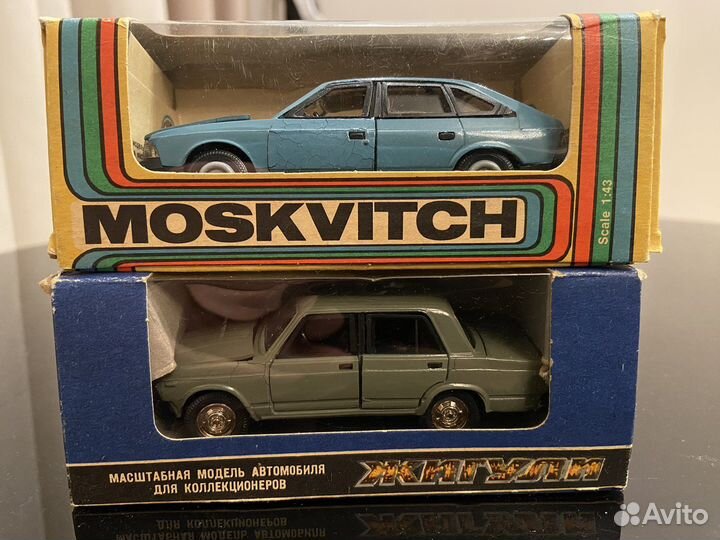 MOSKVITCH
Scale 1:43
МАСШТАБНАЯ МОДЕЛЬ АВТОМОБИЛЯ
ДЛЯ КОЛЛЕКЦИОНЕРОВ
ЖИГУЛИ
Avito